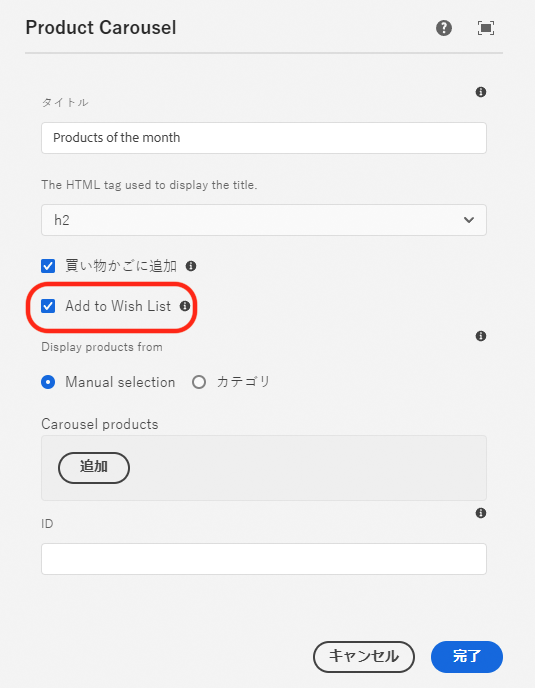 Product Carousel
タイトル
Products of the month
The HTML tag used to display the title.
h2
買い物かごに追加
Add to Wish List
Display products from
Manual selection カテゴリ
Carousel products
追加
ID
キャンセル 完了